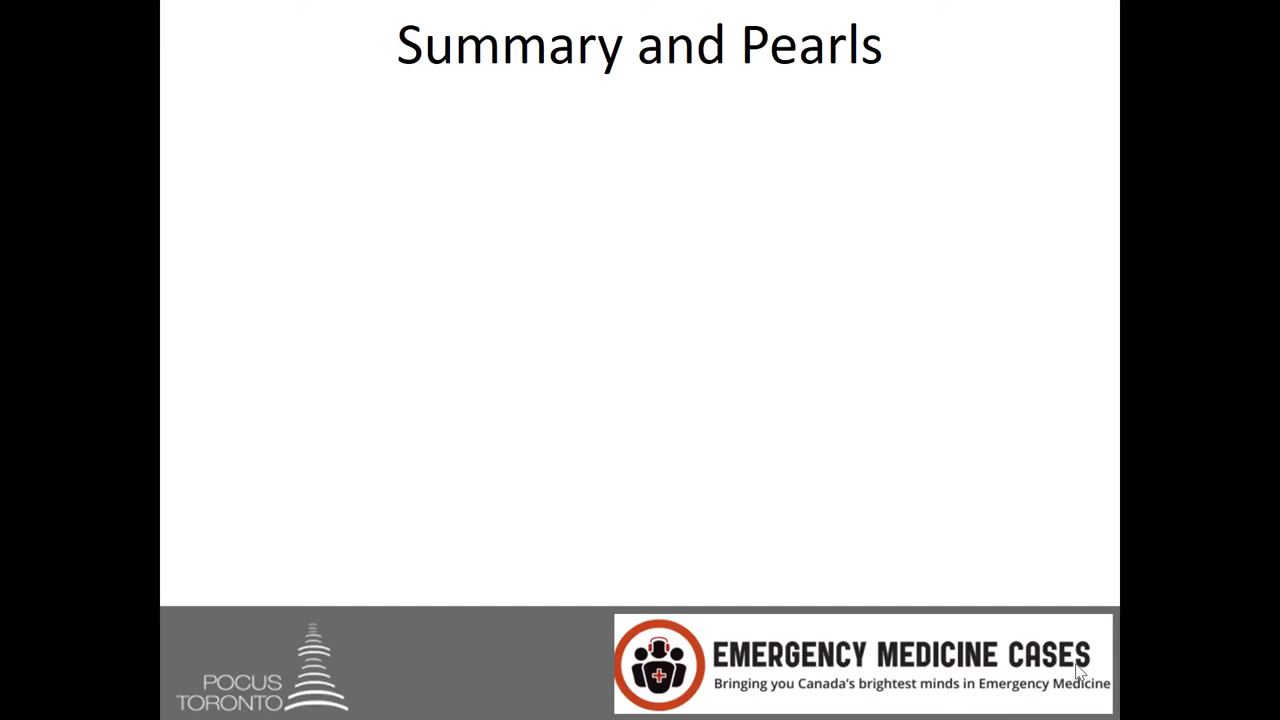 Summary and Pearls
POCUS
TORONTO
EMERGENCY MEDICINE CASES
Bringing you Canada's brightest minds in Emergency Medicine